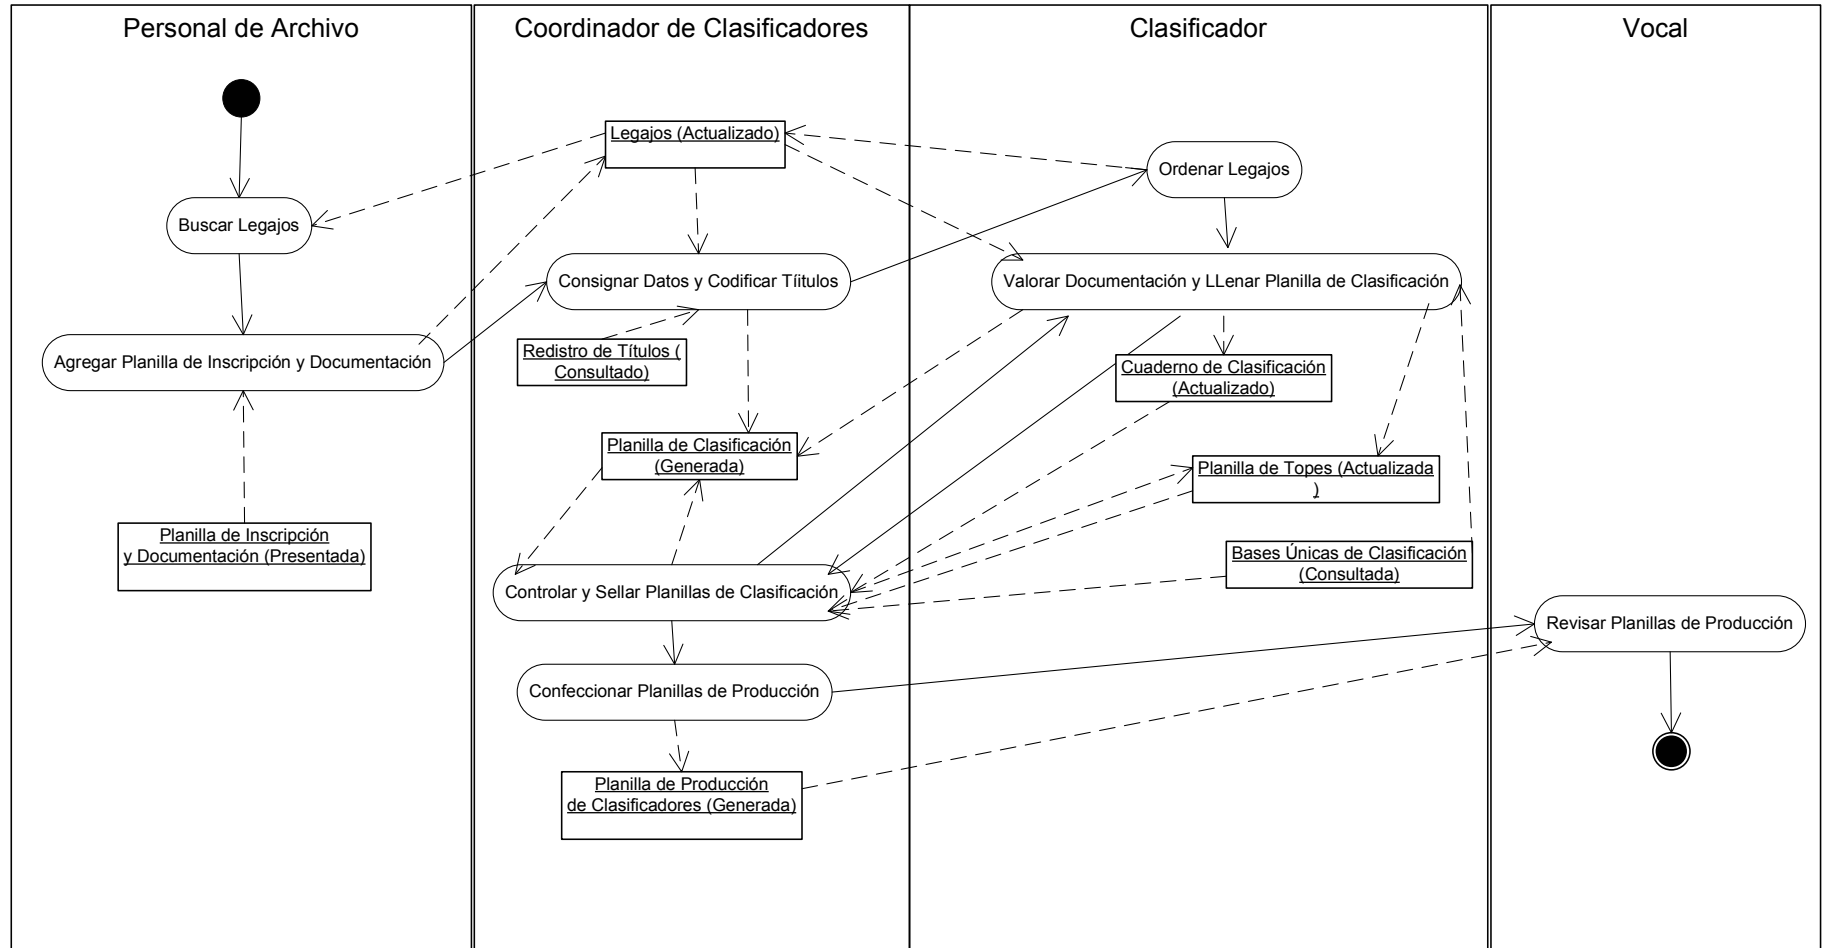 Personal de Archivo
Coordinador de Clasificadores
Clasificador
Vocal
Legajos (Actualizado)
Ordenar Legajos
Buscar Legajos
Consignar Datos y Codificar Tíitulos
Valorar Documentación y LLenar Planilla de Clasificación
Agregar Planilla de Inscripción y Documentación
Registro de Títulos (
Consultado)
Cuaderno de Clasificación
(Actualizado)
Planilla de Clasificación
(Generada)
Planilla de Topes (Actualizada
)
Planilla de Inscripción
y Documentación (Presentada)
Bases Únicas de Clasificación
(Consultada)
Controlar y Sellar Planillas de Clasificación
Revisar Planillas de Producción
Confeccionar Planillas de Producción
Planilla de Producción
de Clasificadores (Generada)